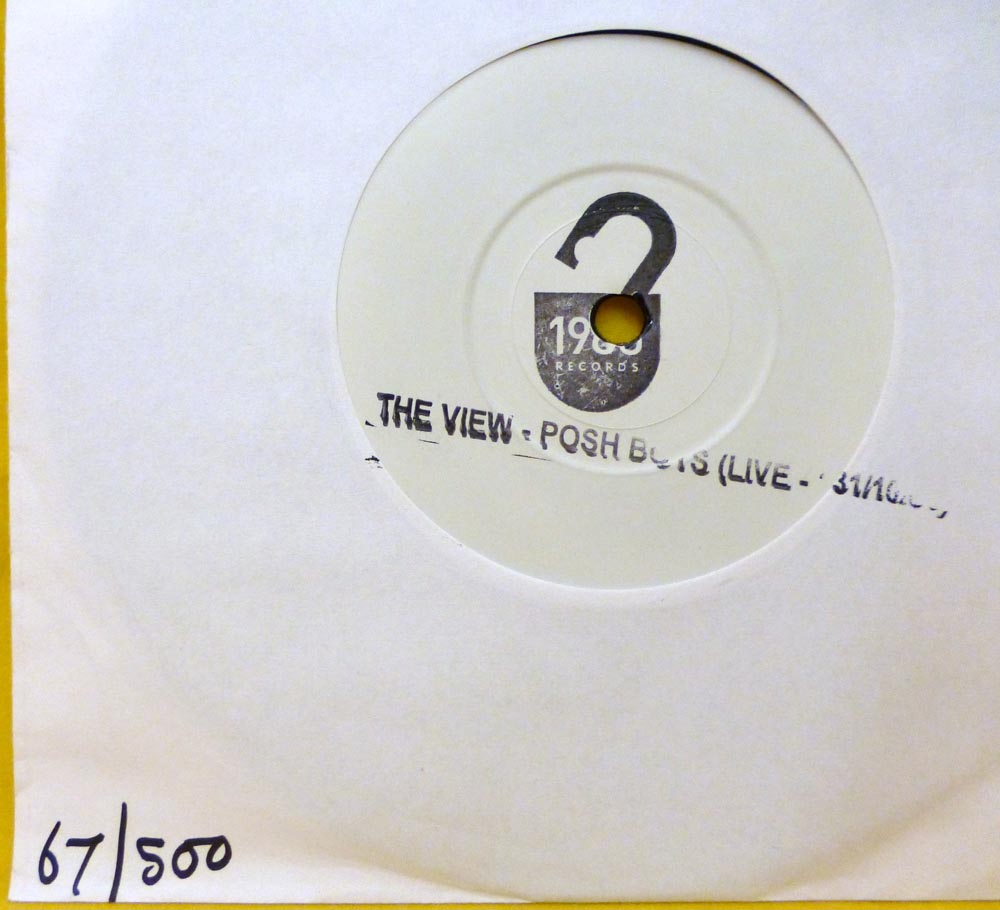 RECORDS
THE VIEW - POSH BOYS (LIVE -
67/500